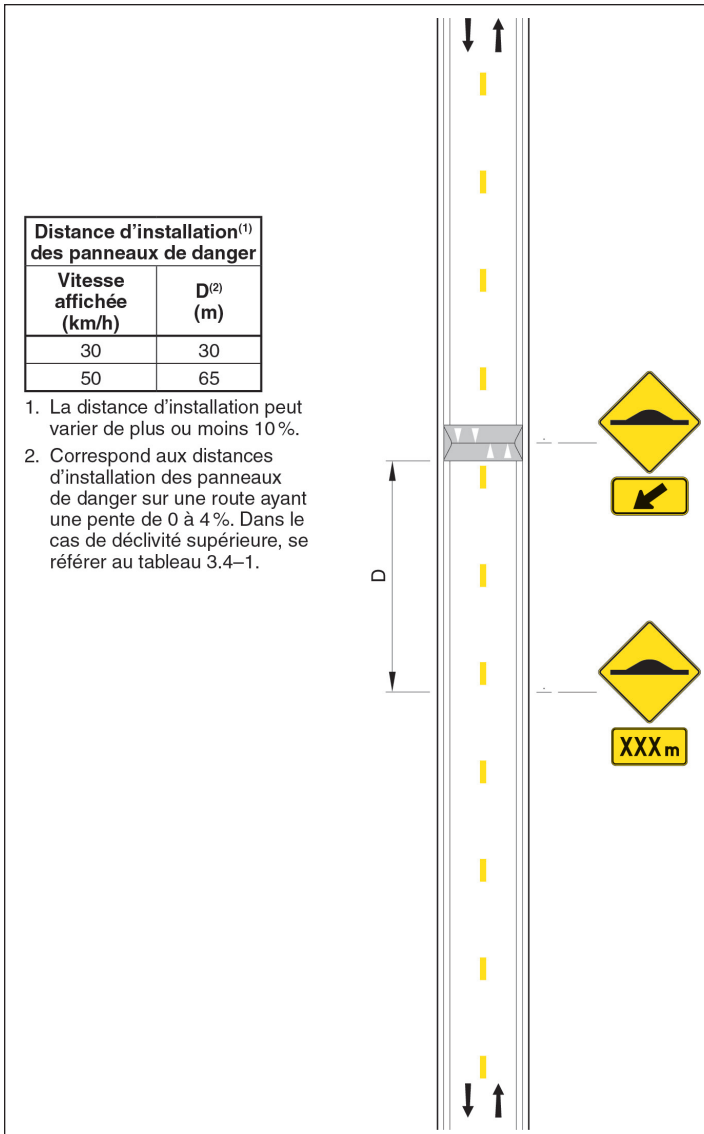 Distance d’installation(1)
des panneaux de danger
Vitesse
affichée
(km/h)
D(2)
(m)
30 30
50 65
1. La distance d’installation peut
varier de plus ou moins 10 %.
2. Correspond aux distances
d’installation des panneaux
de danger sur une route ayant
une pente de 0 à 4 %. Dans le
cas de déclivité supérieure, se
référer au tableau 3.4–1.
D
XXX m